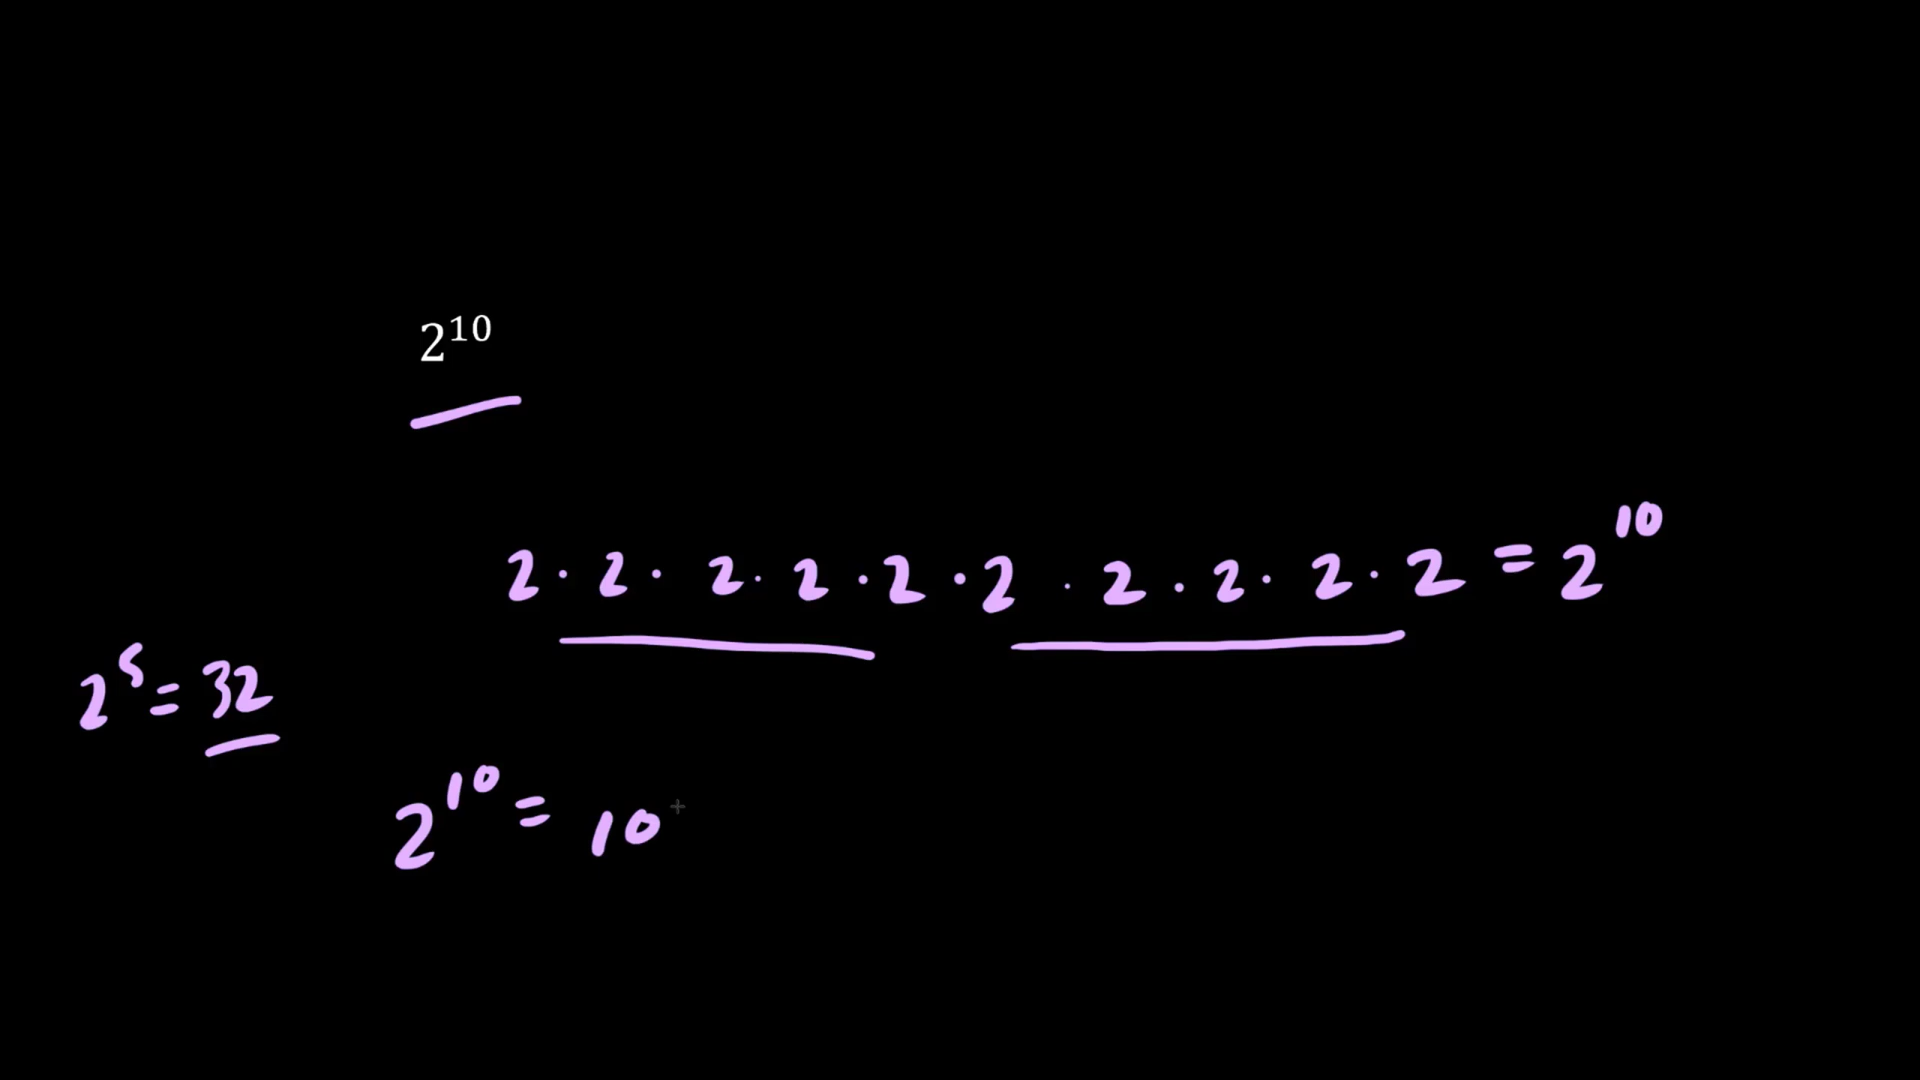 2^10
2 · 2 · 2 · 2 · 2 · 2 · 2 · 2 · 2 · 2 = 2^10
2^5 = 32
2^10 = 10